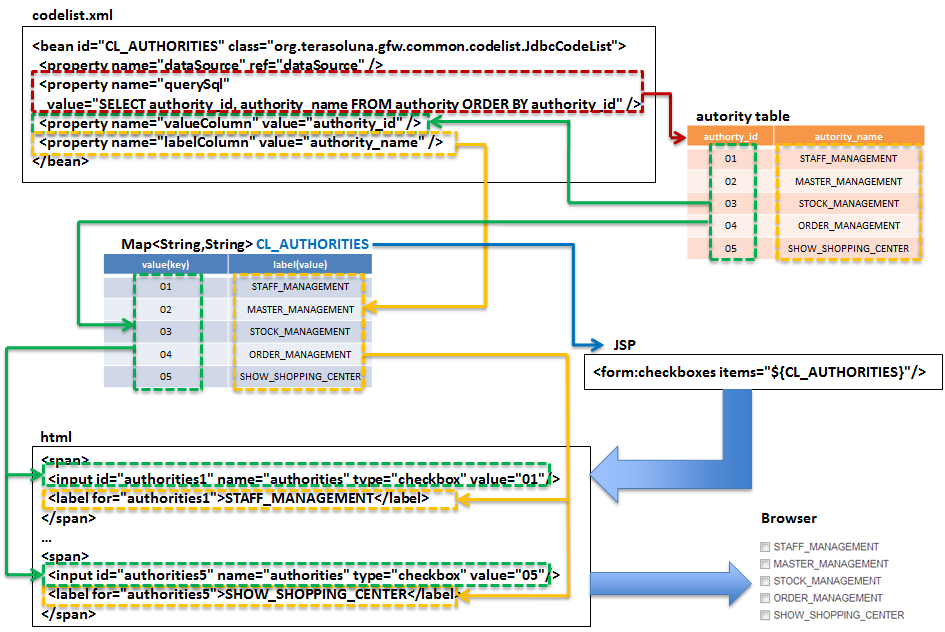 codelist.xml
<bean id="CL_AUTHORITIES" class="org.terasoluna.gfw.common.codelist.JdbcCodeList">
<property name="dataSource" ref="dataSource" />
<property name="querySql"
value="SELECT authority_id, authority_name FROM authority ORDER BY authority_id" />
<property name="valueColumn" value="authority_id" />
<property name="labelColumn" value="authority_name" />
</bean>
autority table
authorty_id autority_name
01 STAFF_MANAGEMENT
02 MASTER_MANAGEMENT
03 STOCK_MANAGEMENT
04 ORDER_MANAGEMENT
05 SHOW_SHOPPING_CENTER
Map<String,String> CL_AUTHORITIES
value(key) label(value)
01 STAFF_MANAGEMENT
02 MASTER_MANAGEMENT
03 STOCK_MANAGEMENT
04 ORDER_MANAGEMENT
05 SHOW_SHOPPING_CENTER
JSP
<form:checkboxes items="${CL_AUTHORITIES}"/>
html
<span>
<input id="authorities1" name="authorities" type="checkbox" value="01"/>
<label for="authorities1">STAFF_MANAGEMENT</label>
</span>
...
<span>
<input id="authorities5" name="authorities" type="checkbox" value="05"/>
<label for="authorities5">SHOW_SHOPPING_CENTER</label>
</span>
Browser
STAFF_MANAGEMENT
MASTER_MANAGEMENT
STOCK_MANAGEMENT
ORDER_MANAGEMENT
SHOW_SHOPPING_CENTER